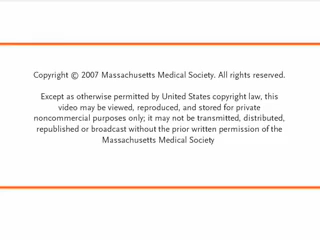 Copyright © 2007 Massachusetts Medical Society. All rights reserved.
Except as otherwise permitted by United States copyright law, this
video may be viewed, reproduced, and stored for private
noncommercial purposes only; it may not be transmitted, distributed,
republished or broadcast without the prior written permission of the
Massachusetts Medical Society